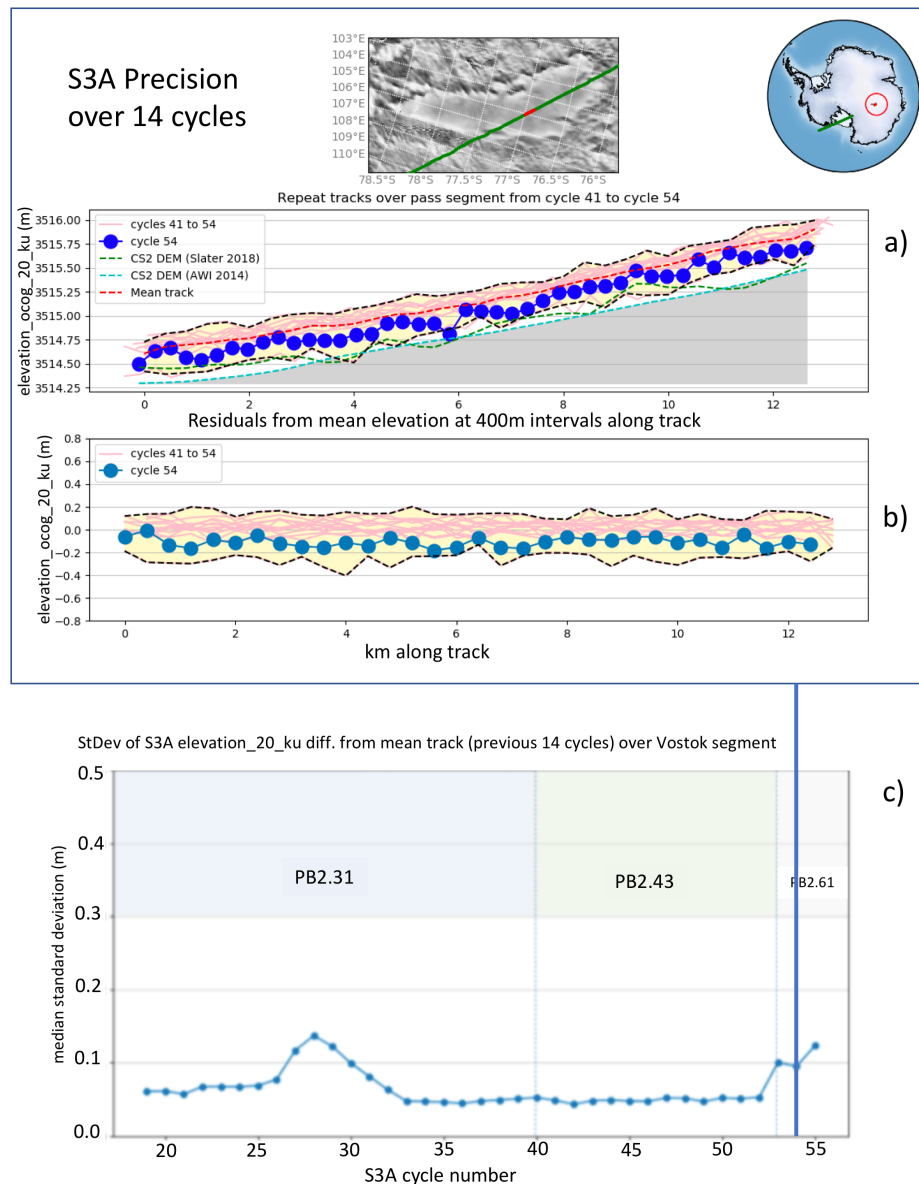 S3A Precision
over 14 cycles
103°E
104°E
105°E
106°E
107°E
108°E
109°E
110°E
78.5°S 78°S 77.5°S 77°S 76.5°S 76°S
Repeat tracks over pass segment from cycle 41 to cycle 54
a)
elevation_ocog_20_ku (m)
3516.00
3515.75
3515.50
3515.25
3515.00
3514.75
3514.50
3514.25
cycles 41 to 54
cycle 54
CS2 DEM (Slater 2018)
CS2 DEM (AWI 2014)
Mean track
0 2 4 6 8 10 12
Residuals from mean elevation at 400m intervals along track
b)
elevation_ocog_20_ku (m)
0.8
0.6
0.4
0.2
0.0
−0.2
−0.4
−0.6
−0.8
cycles 41 to 54
cycle 54
0 2 4 6 8 10 12
km along track
StDev of S3A elevation_20_ku diff. from mean track (previous 14 cycles) over Vostok segment
c)
median standard deviation (m)
0.5
0.4
0.3
0.2
0.1
0.0
PB2.31
PB2.43
PB2.61
20 25 30 35 40 45 50 55
S3A cycle number